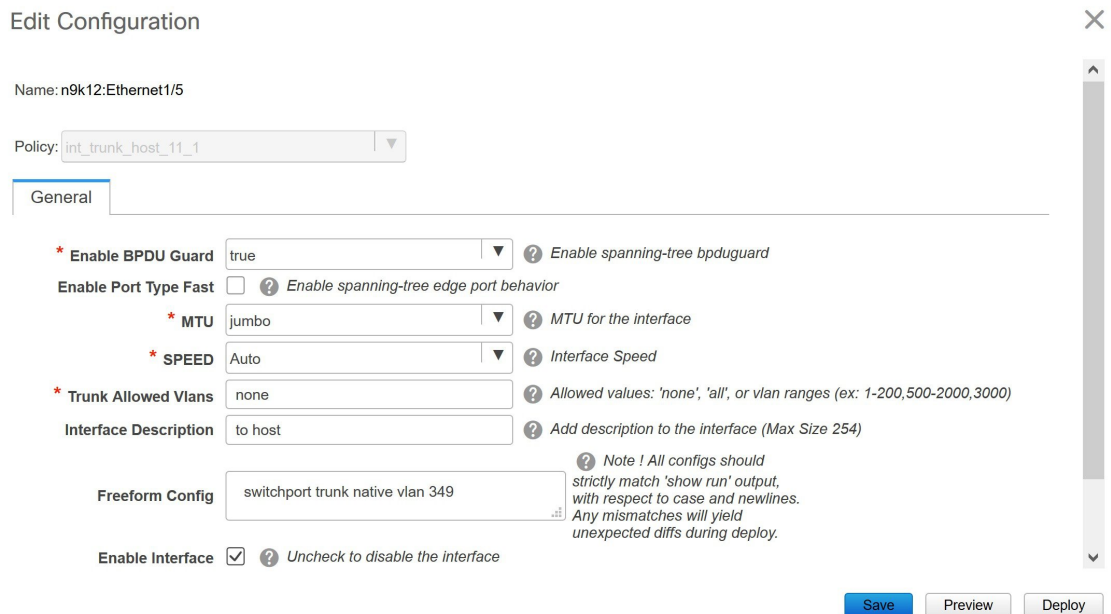 Edit Configuration
Name: n9k12:Ethernet1/5
Policy: int_trunk_host_11_1
General
* Enable BPDU Guard true Enable spanning-tree bpduguard
Enable Port Type Fast Enable spanning-tree edge port behavior
* MTU jumbo MTU for the interface
* SPEED Auto Interface Speed
* Trunk Allowed Vlans none Allowed values: 'none', 'all', or vlan ranges (ex: 1-200,500-2000,3000)
Interface Description to host Add description to the interface (Max Size 254)
Note ! All configs should
strictly match 'show run' output,
Freeform Config switchport trunk native vlan 349 with respect to case and newlines.
Any mismatches will yield
unexpected diffs during deploy.
Enable Interface Uncheck to disable the interface
Save Preview Deploy